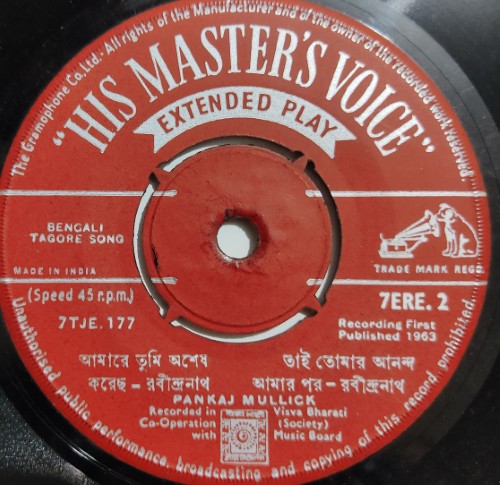 The Gramophone Co., Ltd. All rights of the Manufacturer and of the owner of the recorded work reserved.
"HIS MASTER'S VOICE"
EXTENDED PLAY
BENGALI
TAGORE SONG
TRADE MARK REGD.
MADE IN INDIA
(Speed 45 r.p.m.)
7ERE. 2
7TJE.177
Recording First
Published 1963
আমারে তুমি অশেষ তাই তোমার আনন্দ
করেছ - রবীন্দ্রনাথ আমার পর - রবীন্দ্রনাথ
PANKAJ MULLICK
Recorded in Visva Bharati
Co-Operation (Society)
with Music Board
Unauthorised public performance, broadcasting and copying of this record prohibited.